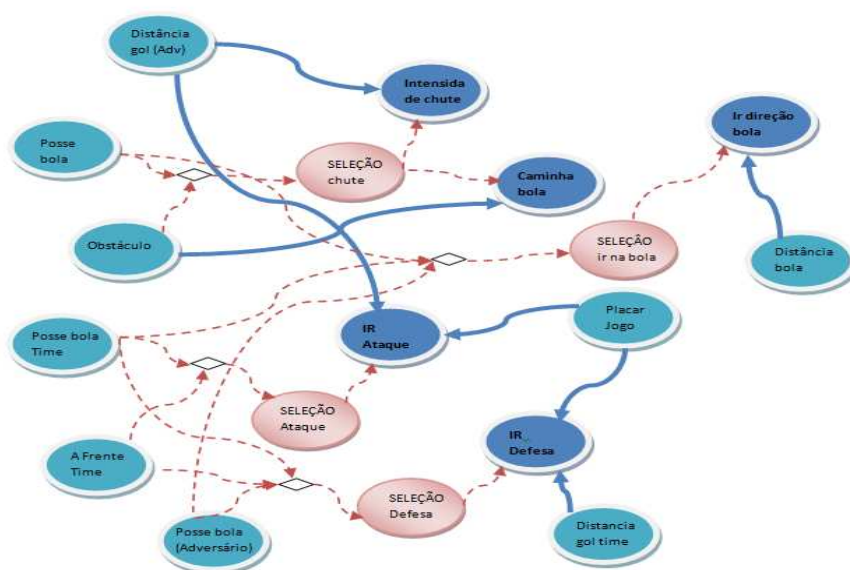 Distância
gol (Adv)
Intensida
de chute
Ir direção
bola
Posse
bola
SELEÇÃO
chute
Caminha
bola
Obstáculo
SELEÇÃO
ir na bola
Distância
bola
Posse bola
Time
IR
Ataque
Placar
Jogo
SELEÇÃO
Ataque
A Frente
Time
IR
Defesa
SELEÇÃO
Defesa
Posse bola
(Adversário)
Distancia
gol time